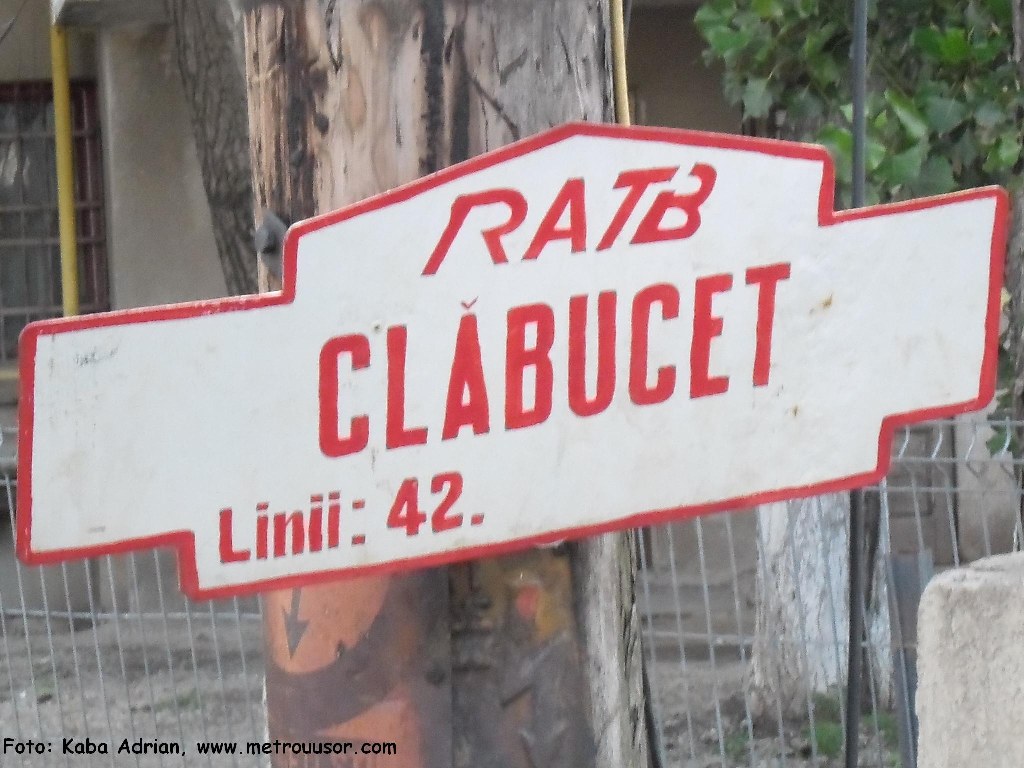 RATB
CLĂBUCET
Linii: 42.
Foto: Kaba Adrian, www.metrouusor.com